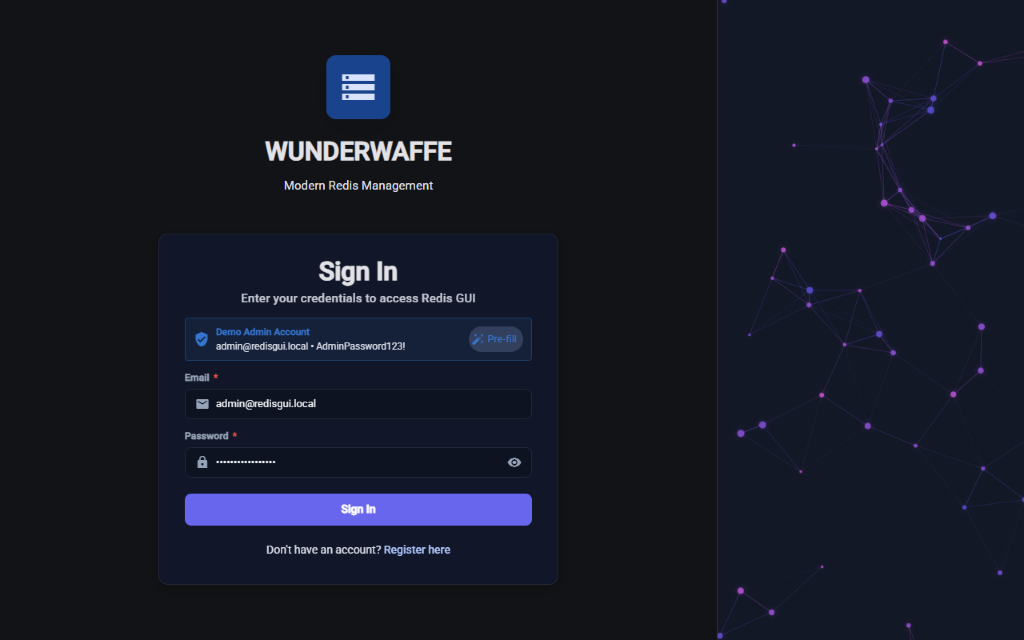 WUNDERWAFFE
Modern Redis Management
Sign In
Enter your credentials to access Redis GUI
Demo Admin Account
admin@redisgui.local • AdminPassword123!
Pre-fill
Email *
admin@redisgui.local
Password *
•••••••••••••••••
Sign In
Don't have an account? Register here